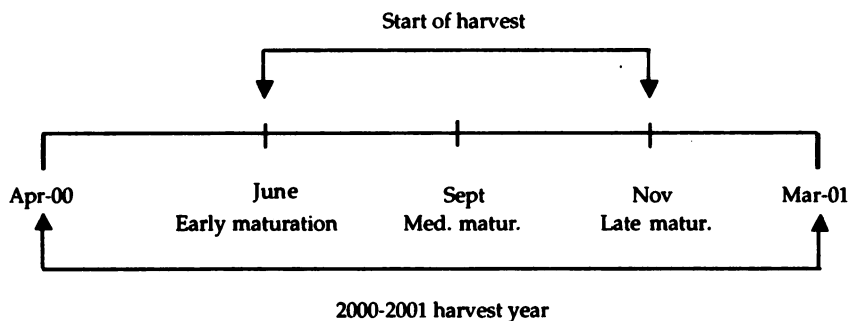 Start of harvest
Apr-00 June Sept Nov Mar-01
Early maturation Med. matur. Late matur.
2000-2001 harvest year